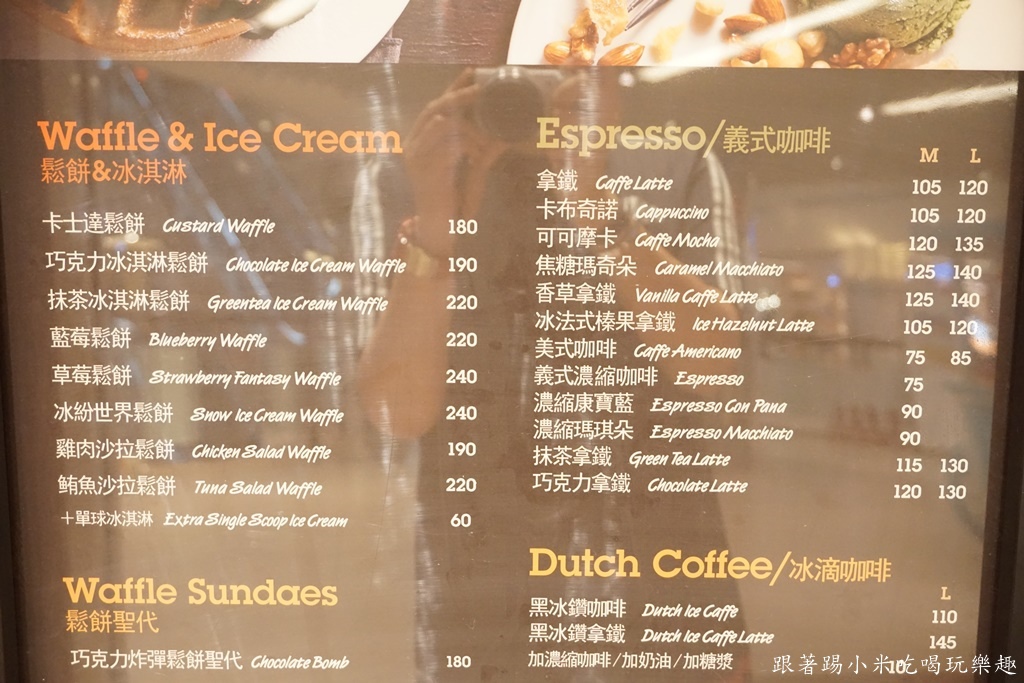 Waffle & Ice Cream
鬆餅&冰淇淋
卡士達鬆餅 Custard Waffle 180
巧克力冰淇淋鬆餅 Chocolate Ice Cream Waffle 190
抹茶冰淇淋鬆餅 Greentea Ice Cream Waffle 220
藍莓鬆餅 Blueberry Waffle 220
草莓鬆餅 Strawberry Fantasy Waffle 240
冰紛世界鬆餅 Snow Ice Cream Waffle 240
雞肉沙拉鬆餅 Chicken Salad Waffle 190
鮪魚沙拉鬆餅 Tuna Salad Waffle 220
+單球冰淇淋 Extra Single Scoop Ice Cream 60
Waffle Sundaes
鬆餅聖代
巧克力炸彈鬆餅聖代 Chocolate Bomb 180
Espresso/義式咖啡
M L
拿鐵 Caffe Latte 105 120
卡布奇諾 Cappuccino 105 120
可可摩卡 Caffe Mocha 120 135
焦糖瑪奇朵 Caramel Macchiato 125 140
香草拿鐵 Vanilla Caffe Latte 125 140
冰法式榛果拿鐵 Ice Hazelnut Latte 105 120
美式咖啡 Caffe Americano 75 85
義式濃縮咖啡 Espresso 75
濃縮康寶藍 Espresso Con Pana 90
濃縮瑪琪朵 Espresso Macchiato 90
抹茶拿鐵 Green Tea Latte 115 130
巧克力拿鐵 Chocolate Latte 120 130
Dutch Coffee/冰滴咖啡
L
黑冰鑽咖啡 Dutch Ice Caffe 110
黑冰鑽拿鐵 Dutch Ice Caffe Latte 145
加濃縮咖啡/加奶油/加糖漿
跟著踢小米吃喝玩樂趣